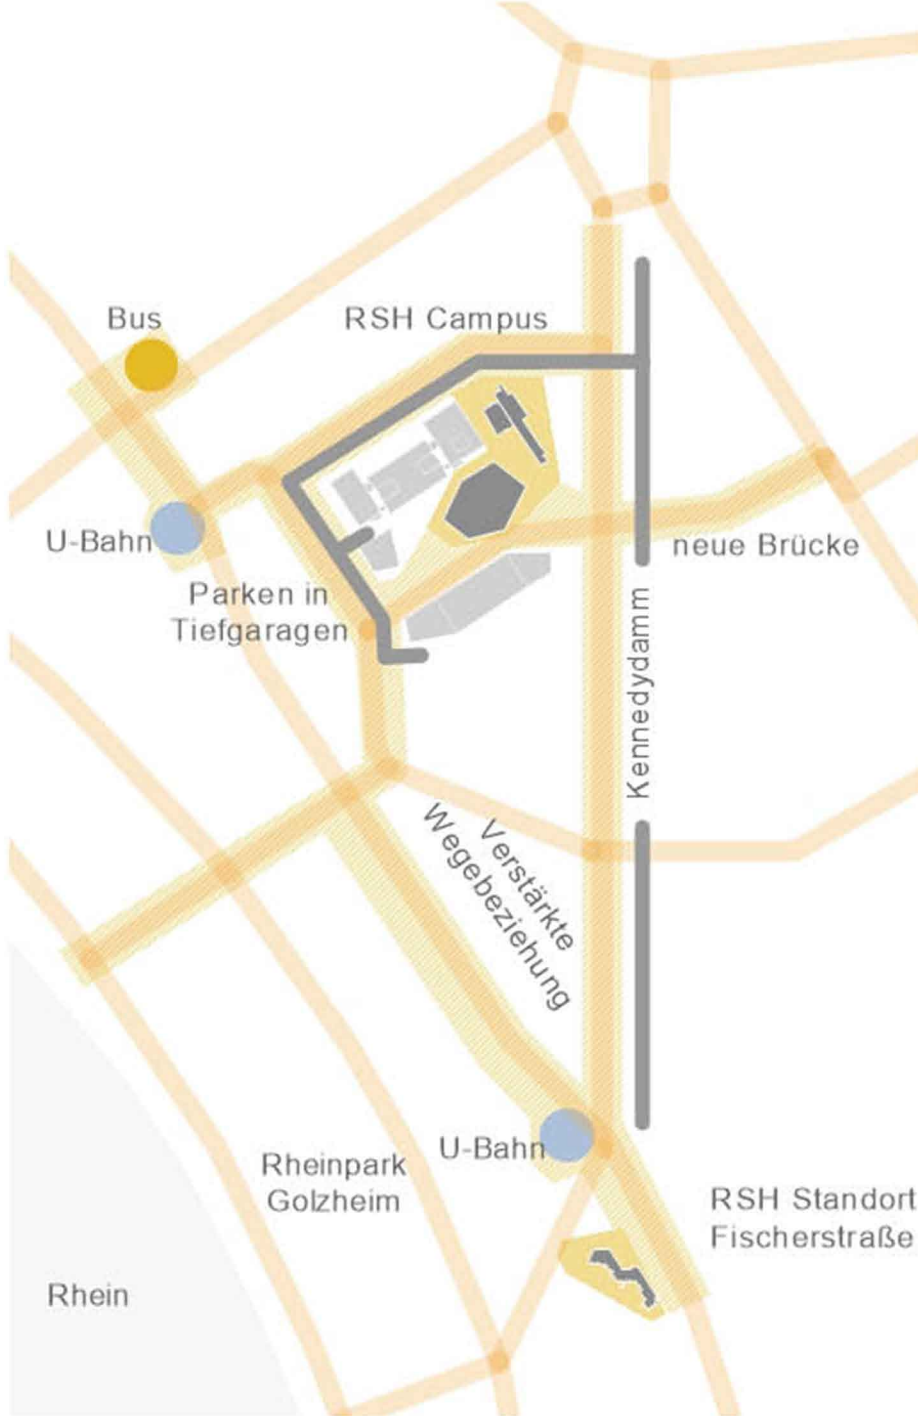 Bus
RSH Campus
U-Bahn
neue Brücke
Parken in
Tiefgaragen
Kennedydamm
Verstärkte
Wegebeziehung
U-Bahn
Rheinpark
Golzheim
RSH Standort
Fischerstraße
Rhein